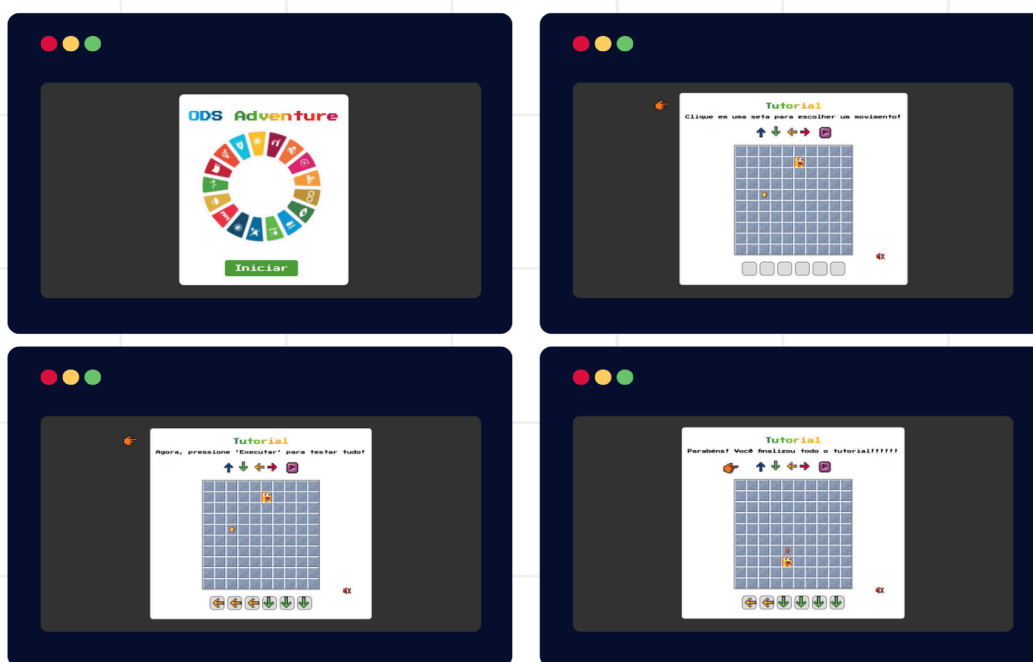 ODS Adventure
Iniciar
Tutorial
Clique em uma seta para escolher um movimento!
Tutorial
Agora, pressione 'Executar' para testar tudo!
Tutorial
Parabéns! Você finalizou todo o tutorial!!!!!!